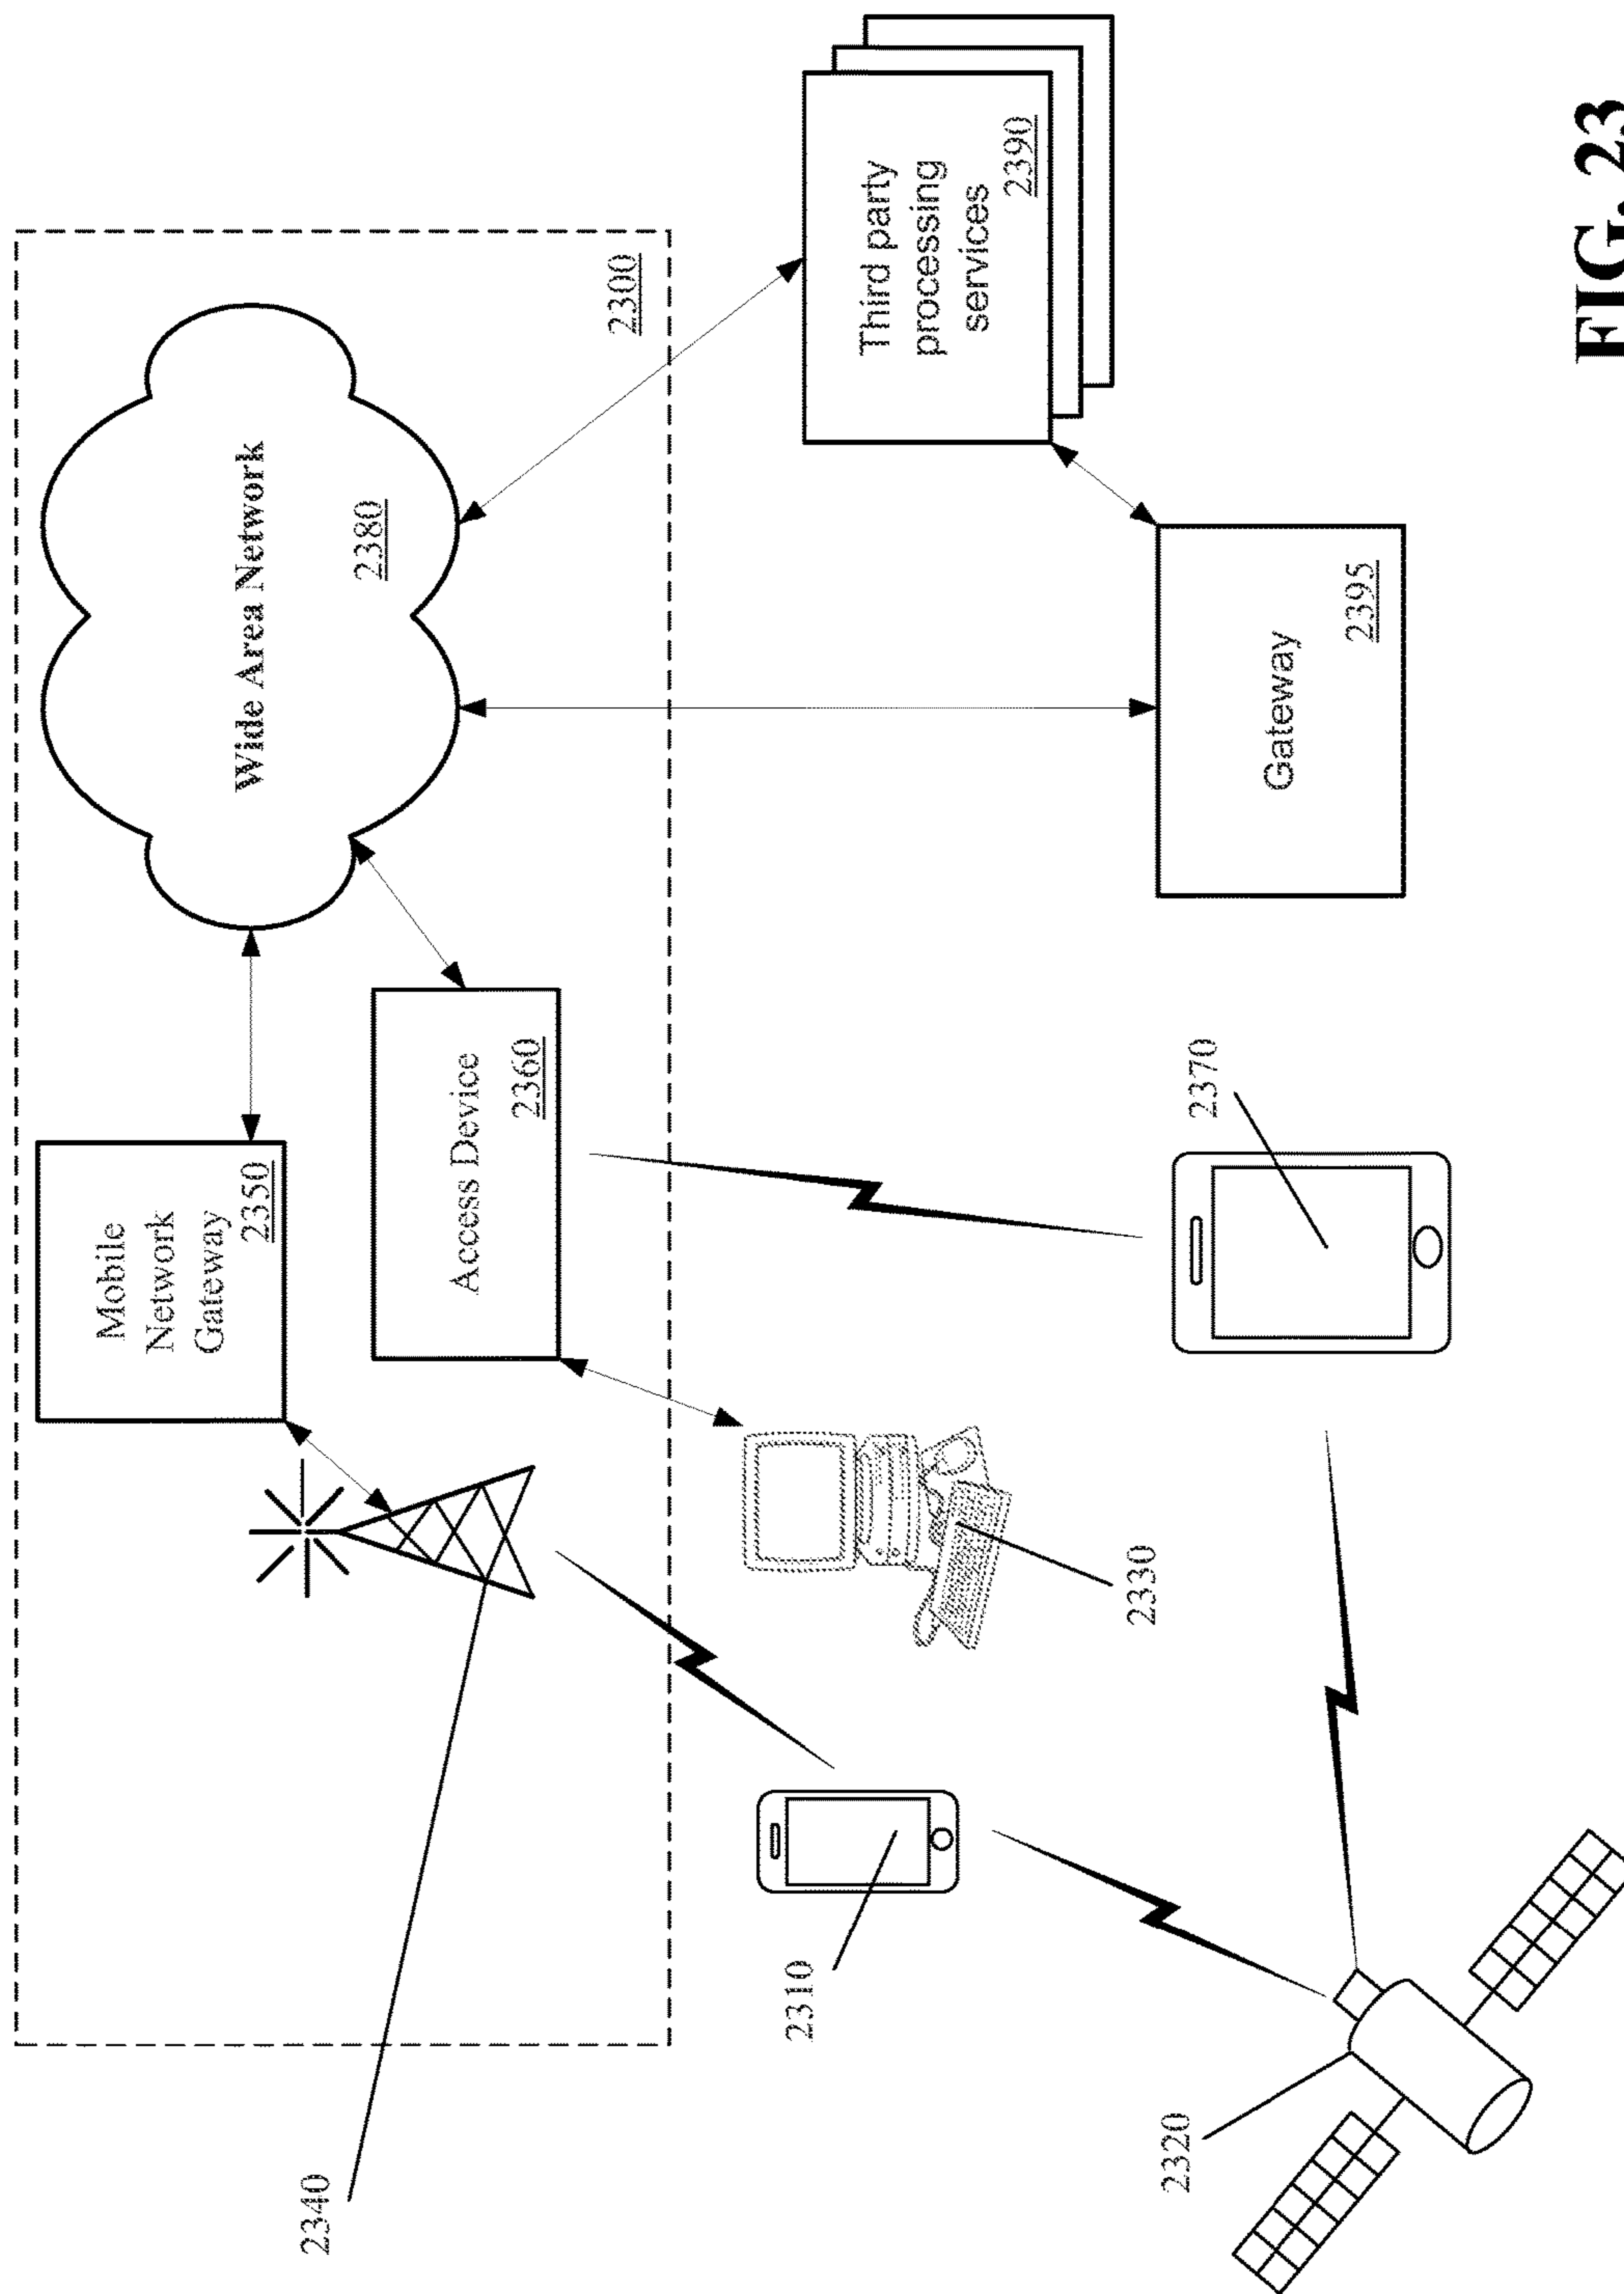 Mobile
Network
Gateway
2350
Wide Area Network
2380
Access Device
2360
2300
2340
2310
2330
2320
2370
Third party
processing
services
2390
Gateway
2395
FIG. 23